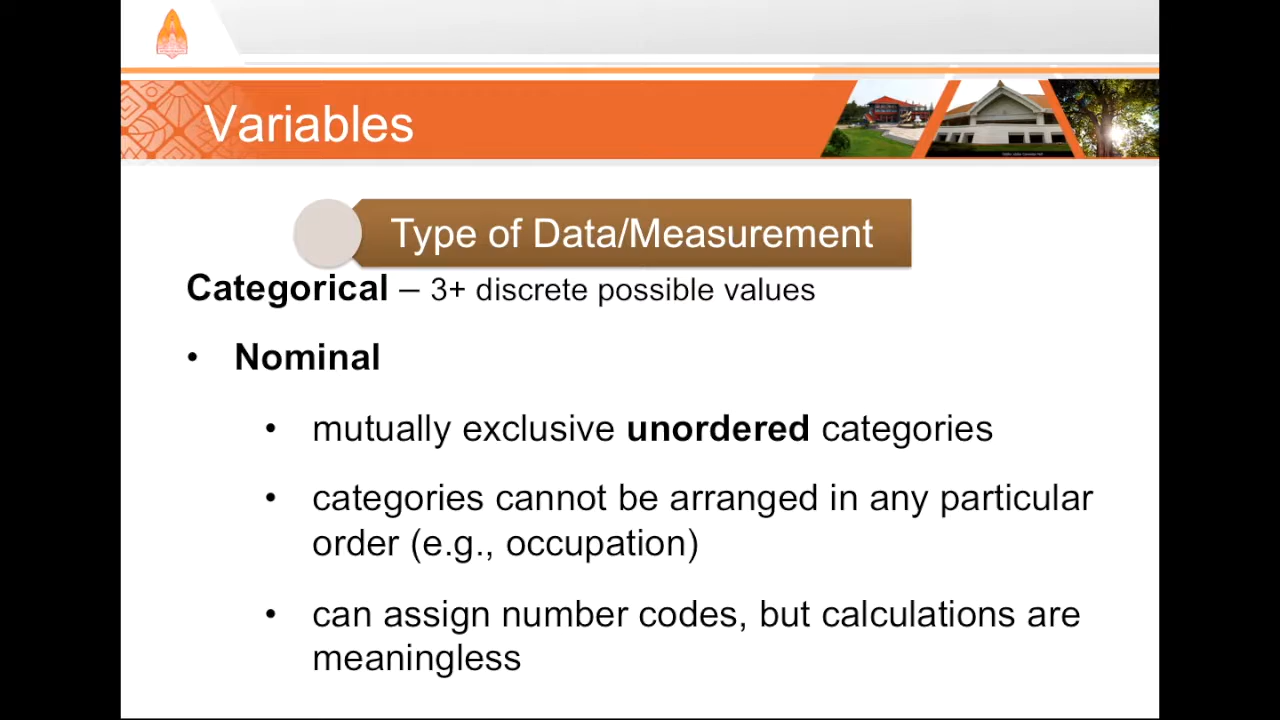 Variables
Type of Data/Measurement
Categorical – 3+ discrete possible values
• Nominal
• mutually exclusive unordered categories
• categories cannot be arranged in any particular
order (e.g., occupation)
• can assign number codes, but calculations are
meaningless